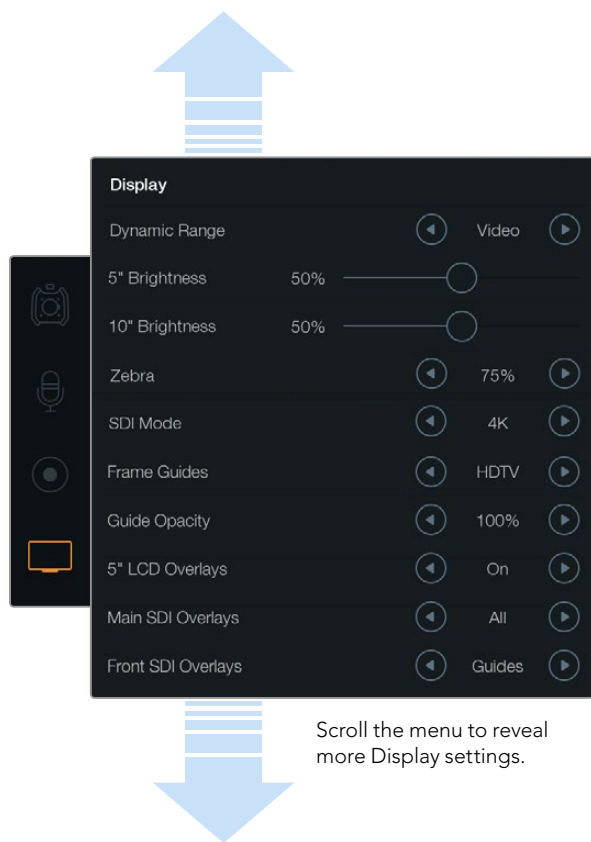 Display
Dynamic Range Video
5" Brightness 50%
10" Brightness 50%
Zebra 75%
SDI Mode 4K
Frame Guides HDTV
Guide Opacity 100%
5" LCD Overlays On
Main SDI Overlays All
Front SDI Overlays Guides
Scroll the menu to reveal
more Display settings.